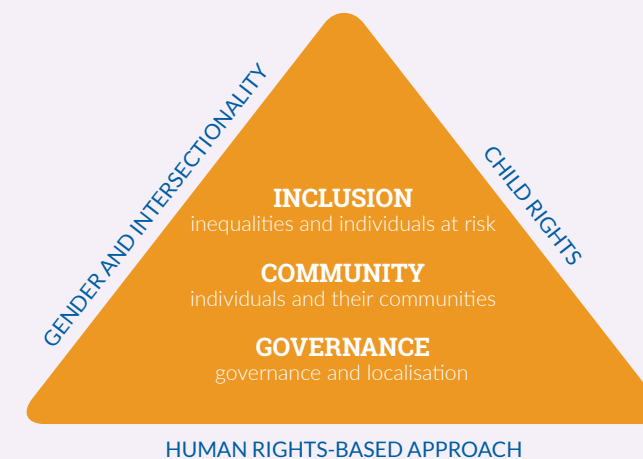 GENDER AND INTERSECTIONALITY
CHILD RIGHTS
INCLUSION
inequalities and individuals at risk
COMMUNITY
individuals and their communities
GOVERNANCE
governance and localisation
HUMAN RIGHTS-BASED APPROACH